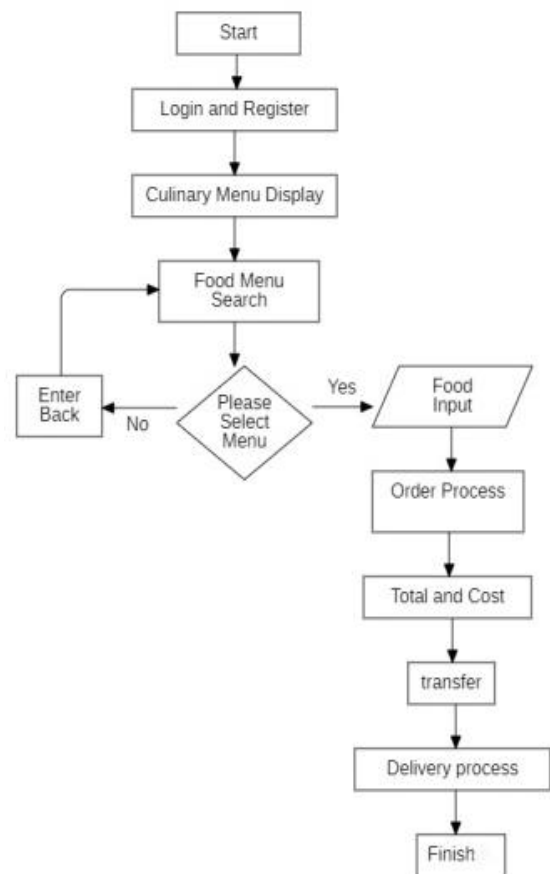 Start
Login and Register
Culinary Menu Display
Food Menu
Search
Enter
Back
No
Please
Select
Menu
Yes
Food
Input
Order Process
Total and Cost
transfer
Delivery process
Finish